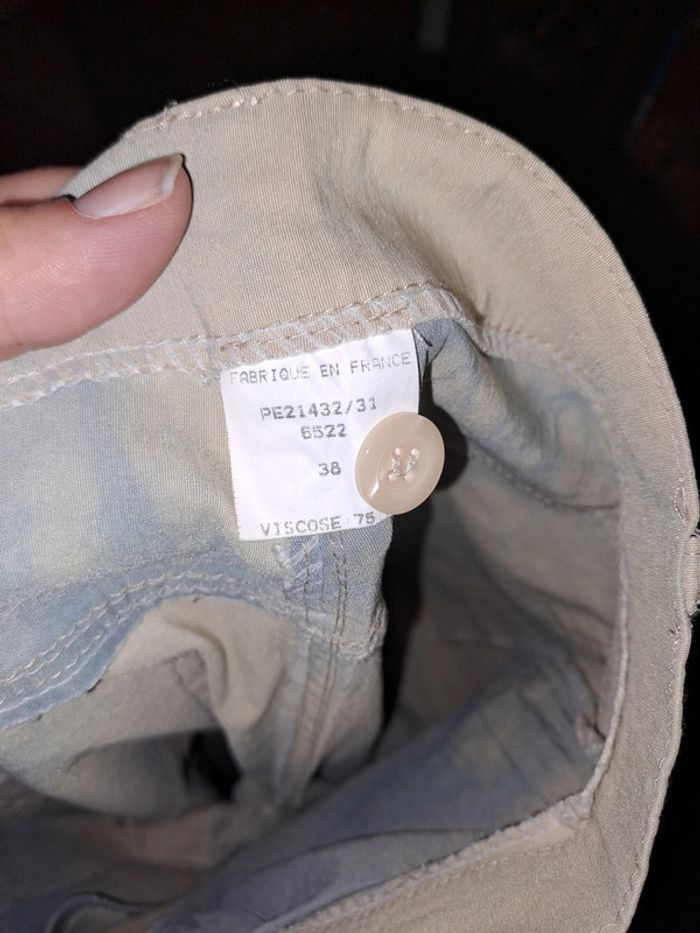 FABRIQUE EN FRANCE
PE21432/31
6522
38
VISCOSE 75